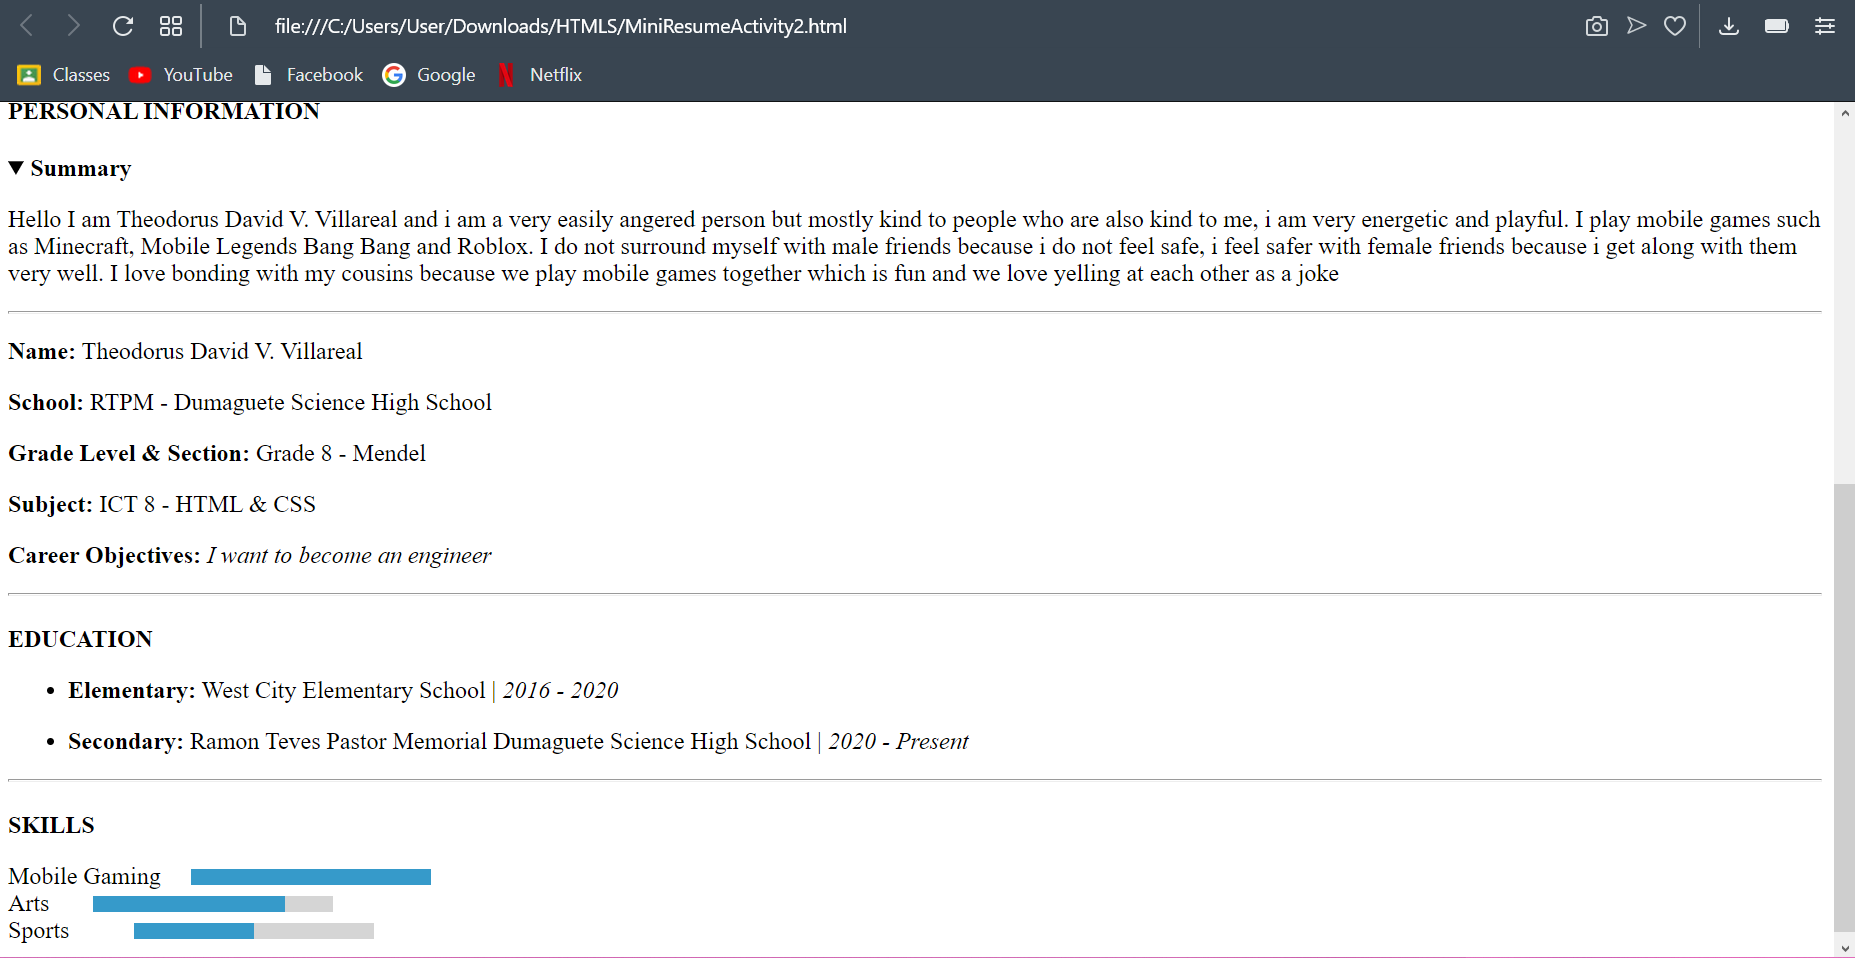 file:///C:/Users/User/Downloads/HTMLS/MiniResumeActivity2.html
Classes YouTube Facebook Google Netflix
PERSONAL INFORMATION
▼ Summary
Hello I am Theodorus David V. Villareal and i am a very easily angered person but mostly kind to people who are also kind to me, i am very energetic and playful. I play mobile games such
as Minecraft, Mobile Legends Bang Bang and Roblox. I do not surround myself with male friends because i do not feel safe, i feel safer with female friends because i get along with them
very well. I love bonding with my cousins because we play mobile games together which is fun and we love yelling at each other as a joke
Name: Theodorus David V. Villareal
School: RTPM - Dumaguete Science High School
Grade Level & Section: Grade 8 - Mendel
Subject: ICT 8 - HTML & CSS
Career Objectives: I want to become an engineer
EDUCATION
• Elementary: West City Elementary School | 2016 - 2020
• Secondary: Ramon Teves Pastor Memorial Dumaguete Science High School | 2020 - Present
SKILLS
Mobile Gaming
Arts
Sports